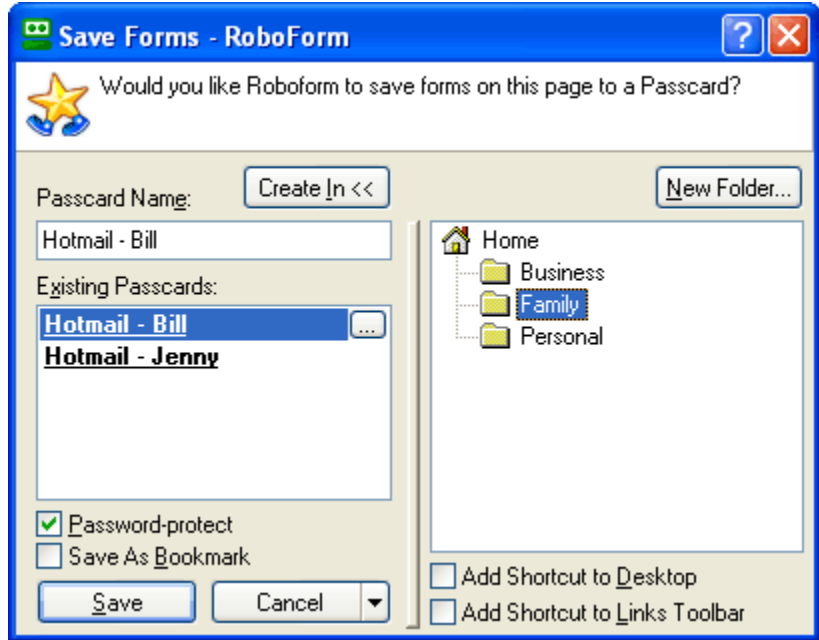 Save Forms - RoboForm
Would you like Roboform to save forms on this page to a Passcard?
Passcard Name:
Create In <<
New Folder...
Hotmail - Bill
Existing Passcards:
Hotmail - Bill
...
Hotmail - Jenny
Home
Business
Family
Personal
Password-protect
Save As Bookmark
Save
Cancel
Add Shortcut to Desktop
Add Shortcut to Links Toolbar